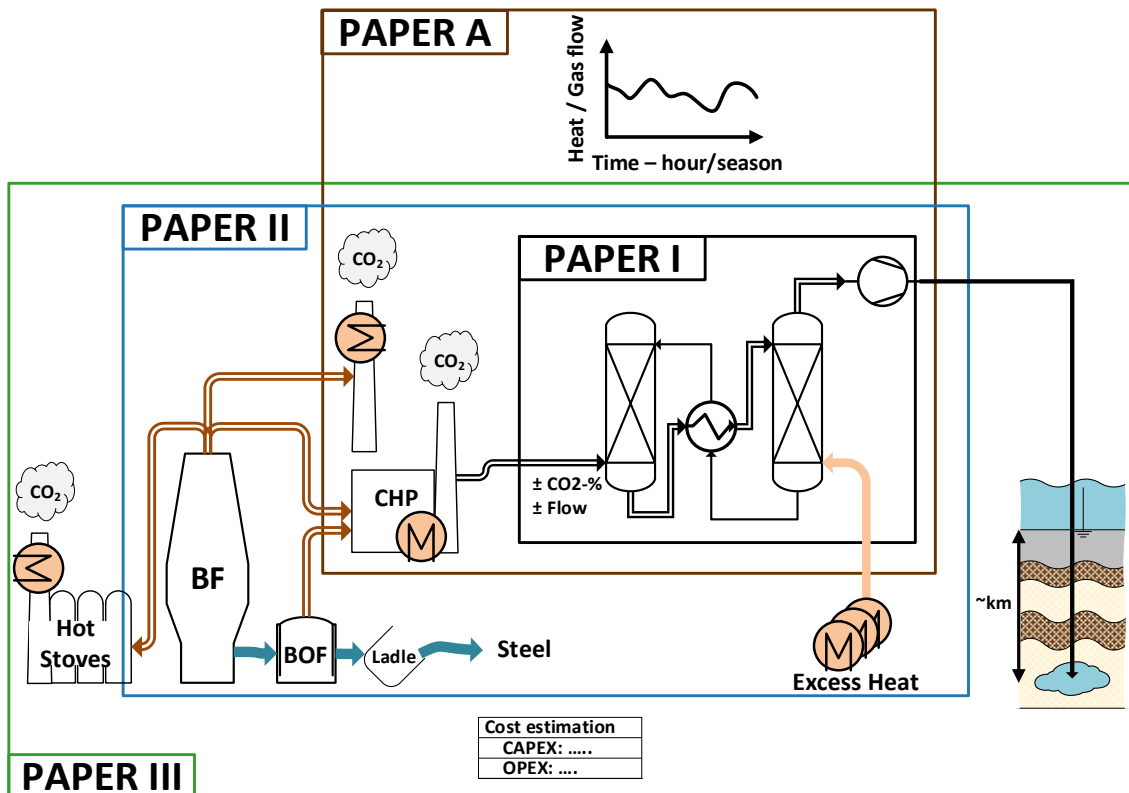 PAPER A
Heat / Gas flow
Time – hour/season
PAPER II
PAPER I
CO₂
CO₂
CO₂
± CO2-%
± Flow
CHP
BF
Hot
Stoves
BOF
Ladle
Steel
Excess Heat
~km
Cost estimation
CAPEX: .....
OPEX: ....
PAPER III